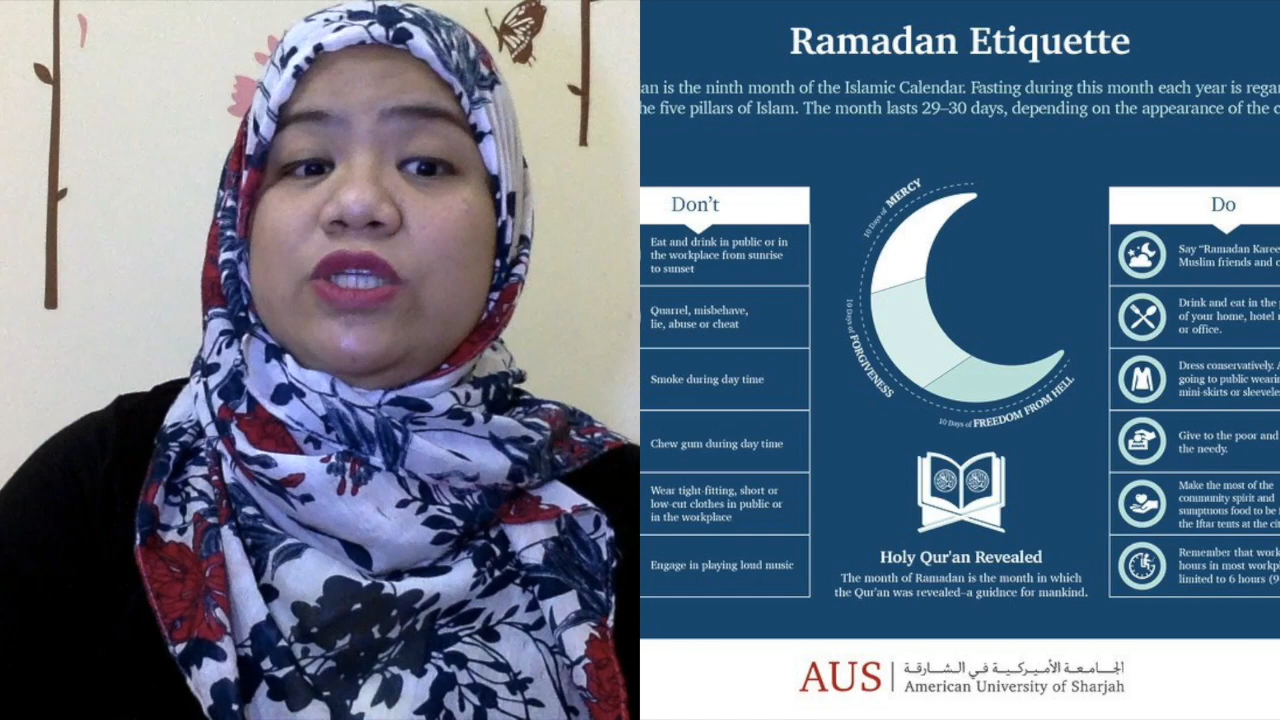 Ramadan Etiquette
an is the ninth month of the Islamic Calendar. Fasting during this month each year is regar
he five pillars of Islam. The month lasts 29–30 days, depending on the appearance of the c
Don't
Eat and drink in public or in
the workplace from sunrise
to sunset
Quarrel, misbehave,
lie, abuse or cheat
Smoke during day time
Chew gum during day time
Wear tight-fitting, short or
low-cut clothes in public or
in the workplace
Engage in playing loud music
10 Days of MERCY
10 Days of FORGIVENESS
10 Days of FREEDOM FROM HELL
Holy Qur'an Revealed
The month of Ramadan is the month in which
the Qur'an was revealed–a guidnce for mankind.
Do
Say “Ramadan Karee
Muslim friends and c
Drink and eat in the
of your home, hotel
or office.
Dress conservatively. A
going to public wearin
mini-skirts or sleevele
Give to the poor and
the needy.
Make the most of the
community spirit and
sumptuous food to be
the Iftar tents at the ci
Remember that work
hours in most workpl
limited to 6 hours (9
AUS
الجامعة الأميركية في الشارقة
American University of Sharjah